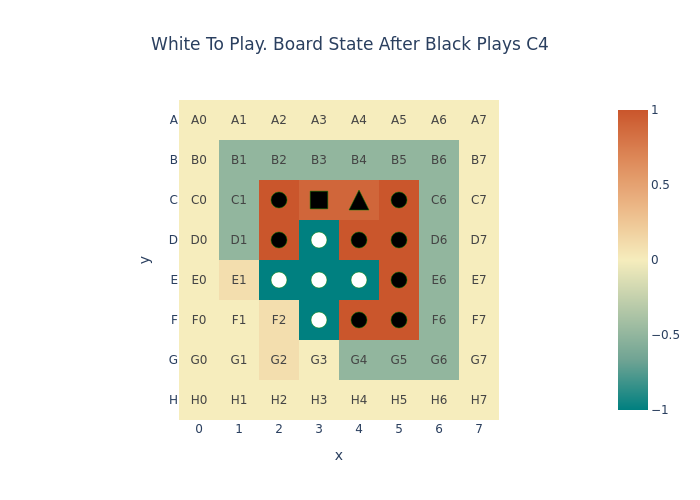 White To Play. Board State After Black Plays C4
A A0 A1 A2 A3 A4 A5 A6 A7
B B0 B1 B2 B3 B4 B5 B6 B7
C C0 C1 C6 C7
D D0 D1 D6 D7
E E0 E1 E6 E7
F F0 F1 F2 F6 F7
G G0 G1 G2 G3 G4 G5 G6 G7
H H0 H1 H2 H3 H4 H5 H6 H7
0 1 2 3 4 5 6 7
x
y
1
0.5
0
−0.5
−1